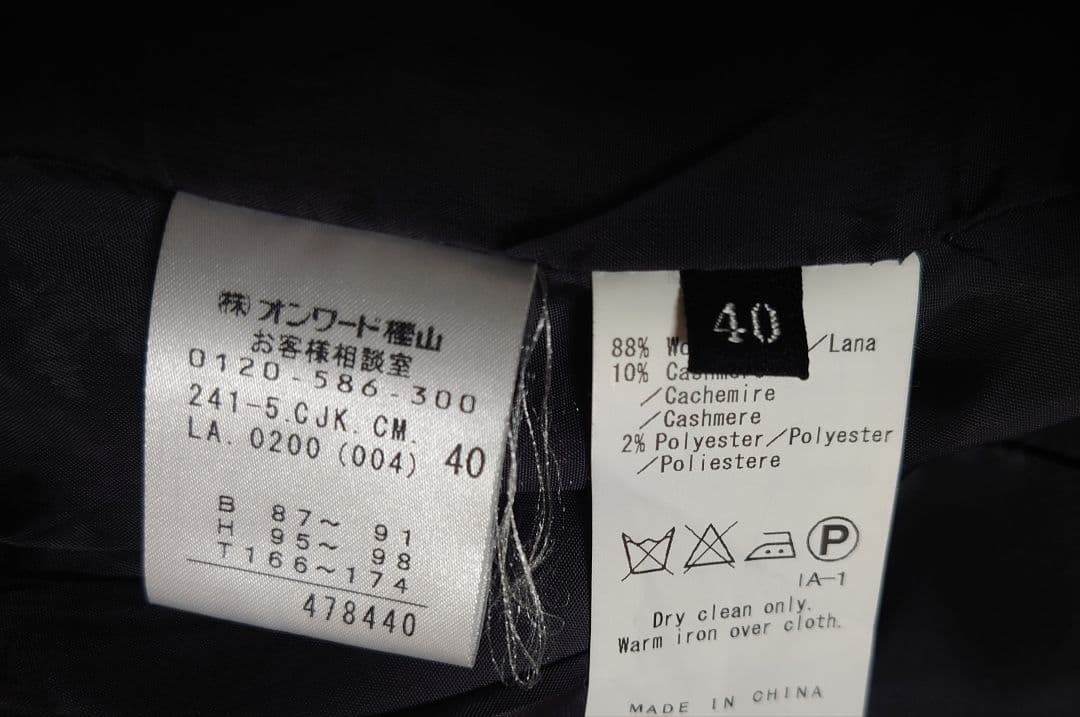 ㈱オンワード樫山
お客様相談室
0120-586-300
241-5.CJK.CM.
LA. 0200 (004) 40
B 87~ 91
H 95~ 98
T166~174
478440
40
88%
/Lana
10%
/Cachemire
/Cashmere
2% Polyester/Polyester
/Poliestere
P
IA-1
Dry clean only.
Warm iron over cloth.
MADE IN CHINA